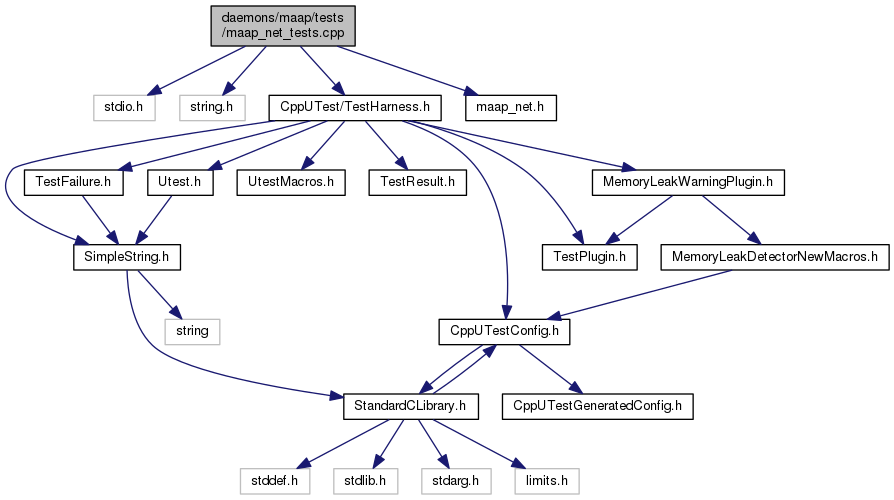 daemons/maap/tests
/maap_net_tests.cpp
stdio.h
string.h
CppUTest/TestHarness.h
maap_net.h
TestFailure.h
Utest.h
UtestMacros.h
TestResult.h
MemoryLeakWarningPlugin.h
SimpleString.h
TestPlugin.h
MemoryLeakDetectorNewMacros.h
string
CppUTestConfig.h
StandardCLibrary.h
CppUTestGeneratedConfig.h
stddef.h
stdlib.h
stdarg.h
limits.h